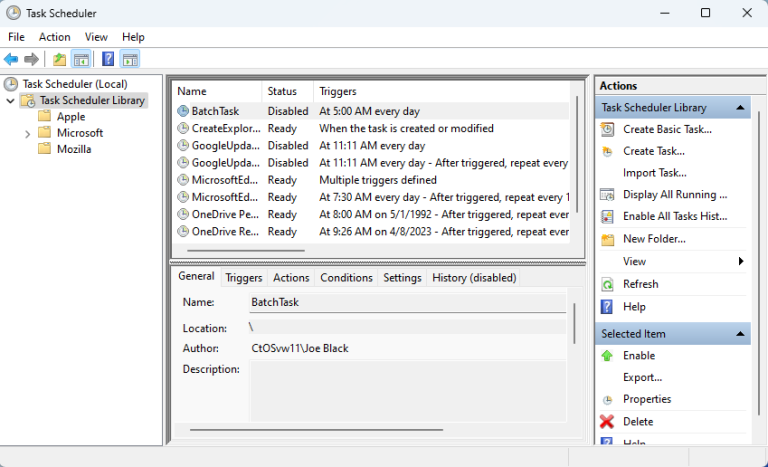 Task Scheduler
File Action View Help
Task Scheduler (Local)
Task Scheduler Library
Apple
Microsoft
Mozilla
Name Status Triggers
BatchTask Disabled At 5:00 AM every day
CreateExplor... Ready When the task is created or modified
GoogleUpda... Disabled At 11:11 AM every day
GoogleUpda... Disabled At 11:11 AM every day - After triggered, repeat every
MicrosoftEd... Ready Multiple triggers defined
MicrosoftEd... Ready At 7:30 AM every day - After triggered, repeat every 1
OneDrive Pe... Ready At 8:00 AM on 5/1/1992 - After triggered, repeat ever
OneDrive Re... Ready At 9:26 AM on 4/8/2023 - After triggered, repeat ever
General Triggers Actions Conditions Settings History (disabled)
Name: BatchTask
Location: \
Author: CtOSvw11\Joe Black
Description:
Actions
Task Scheduler Library
Create Basic Task...
Create Task...
Import Task...
Display All Running ...
Enable All Tasks Hist...
New Folder...
View
Refresh
Help
Selected Item
Enable
Export...
Properties
Delete
Help